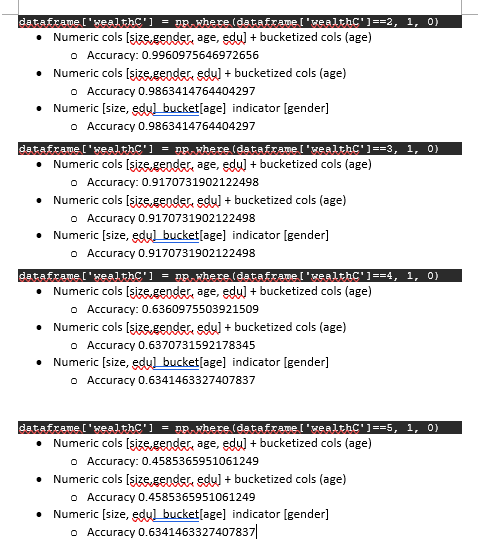 dataframe['wealthC'] = np.where(dataframe['wealthC']==2, 1, 0)
• Numeric cols [size,gender, age, edu] + bucketized cols (age)
o Accuracy: 0.9960975646972656
• Numeric cols [size,gender, edu] + bucketized cols (age)
o Accuracy 0.9863414764404297
• Numeric [size, edu] bucket[age] indicator [gender]
o Accuracy 0.9863414764404297
dataframe['wealthC'] = np.where(dataframe['wealthC']==3, 1, 0)
• Numeric cols [size,gender, age, edu] + bucketized cols (age)
o Accuracy: 0.9170731902122498
• Numeric cols [size,gender, edu] + bucketized cols (age)
o Accuracy 0.9170731902122498
• Numeric [size, edu] bucket[age] indicator [gender]
o Accuracy 0.9170731902122498
dataframe['wealthC'] = np.where(dataframe['wealthC']==4, 1, 0)
• Numeric cols [size,gender, age, edu] + bucketized cols (age)
o Accuracy: 0.6360975503921509
• Numeric cols [size,gender, edu] + bucketized cols (age)
o Accuracy 0.6370731592178345
• Numeric [size, edu] bucket[age] indicator [gender]
o Accuracy 0.6341463327407837
dataframe['wealthC'] = np.where(dataframe['wealthC']==5, 1, 0)
• Numeric cols [size,gender, age, edu] + bucketized cols (age)
o Accuracy: 0.4585365951061249
• Numeric cols [size,gender, edu] + bucketized cols (age)
o Accuracy 0.4585365951061249
• Numeric [size, edu] bucket[age] indicator [gender]
o Accuracy 0.6341463327407837